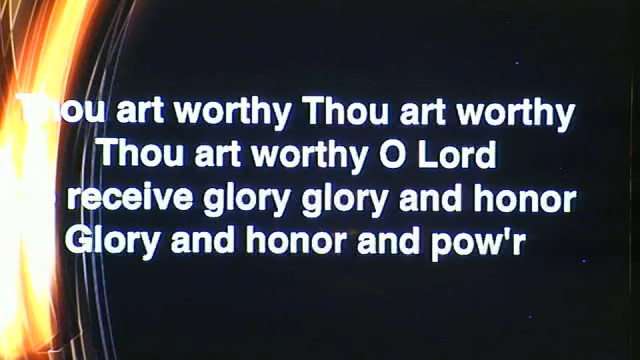 Thou art worthy Thou art worthy
Thou art worthy O Lord
receive glory glory and honor
Glory and honor and pow'r